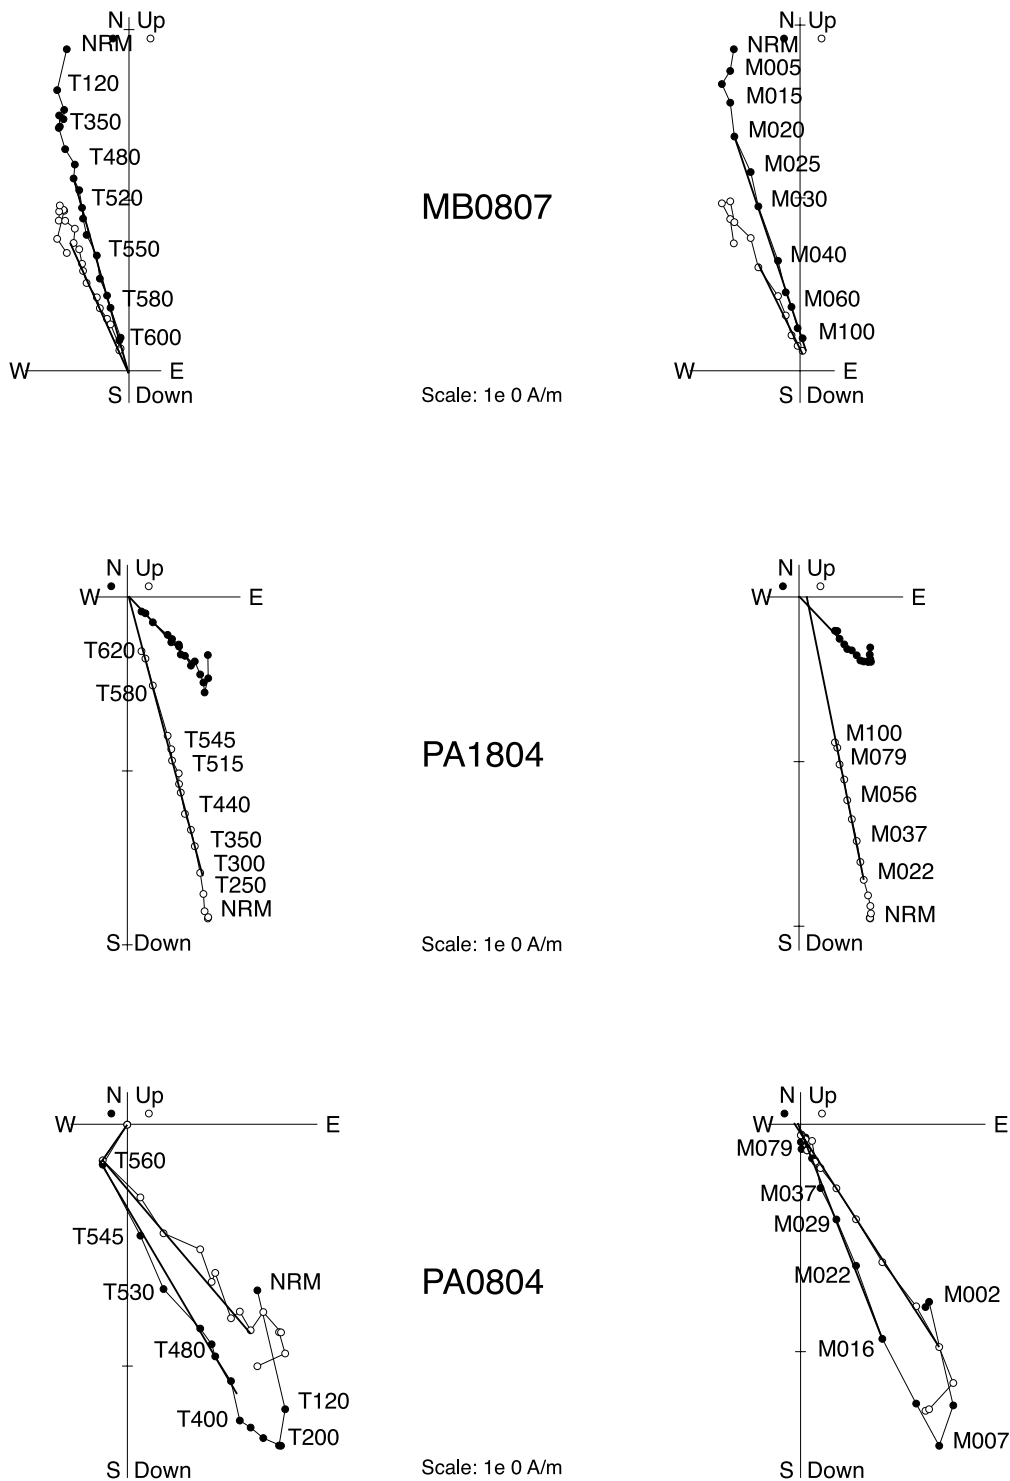 N Up
NRM
T120
T350
T480
T520
T550
T580
T600
W E
S Down
MB0807
Scale: 1e 0 A/m
N Up
NRM
M005
M015
M020
M025
M030
M040
M060
M100
W E
S Down
N Up
W E
T620
T580
T545
T515
T440
T350
T300
T250
NRM
S Down
PA1804
Scale: 1e 0 A/m
N Up
W E
M100
M079
M056
M037
M022
NRM
S Down
N Up
W E
T560
T545
T530
NRM
T480
T120
T400
T200
S Down
PA0804
Scale: 1e 0 A/m
N Up
W E
M079
M037
M029
M022
M002
M016
M007
S Down